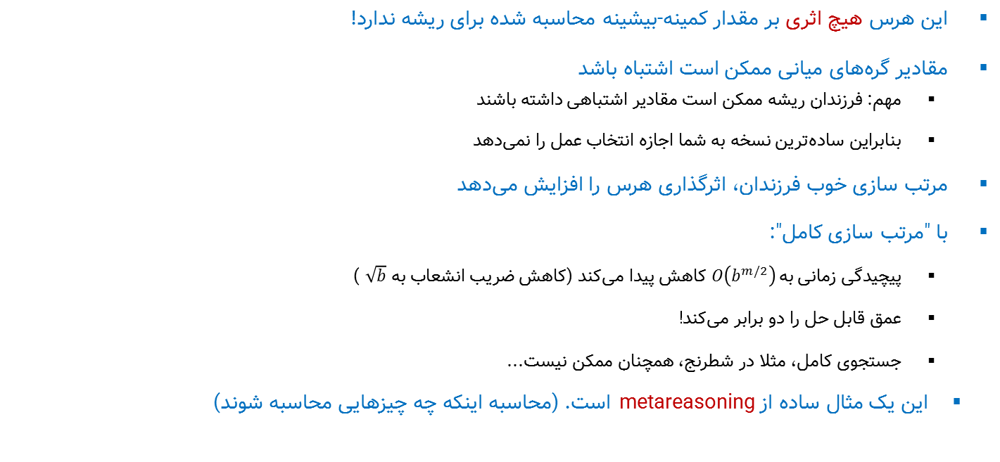 ▪ این هرس هیچ اثری بر مقدار کمینه-بیشینه محاسبه شده برای ریشه ندارد!
▪ مقادیر گره‌های میانی ممکن است اشتباه باشد
▪ مهم: فرزندان ریشه ممکن است مقادیر اشتباهی داشته باشند
▪ بنابراین ساده‌ترین نسخه به شما اجازه انتخاب عمل را نمی‌دهد
▪ مرتب سازی خوب فرزندان، اثرگذاری هرس را افزایش می‌دهد
▪ با "مرتب سازی کامل":
▪ پیچیدگی زمانی به O(b^{m/2}) کاهش پیدا می‌کند (کاهش ضریب انشعاب به √b )
▪ عمق قابل حل را دو برابر می‌کند!
▪ جستجوی کامل، مثلا در شطرنج، همچنان ممکن نیست...
▪ این یک مثال ساده از metareasoning است. (محاسبه اینکه چه چیزهایی محاسبه شوند)